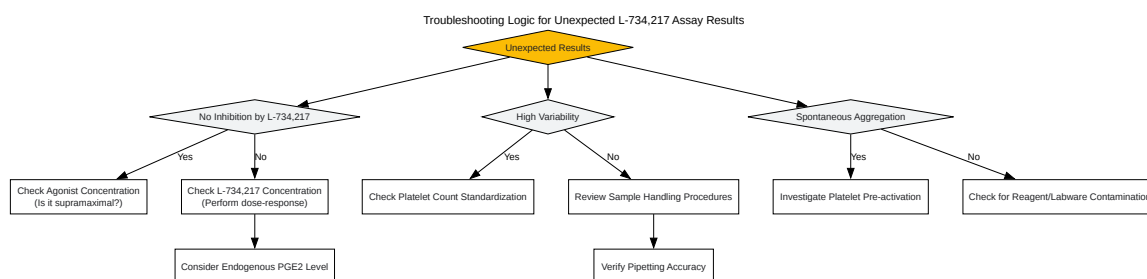 Troubleshooting Logic for Unexpected L-734,217 Assay Results
Unexpected Results
No Inhibition by L-734,217
High Variability
Spontaneous Aggregation
Yes
No
Yes
No
Yes
No
Check Agonist Concentration
(Is it supramaximal?)
Check L-734,217 Concentration
(Perform dose-response)
Check Platelet Count Standardization
Review Sample Handling Procedures
Investigate Platelet Pre-activation
Check for Reagent/Labware Contamination
Consider Endogenous PGE2 Level
Verify Pipetting Accuracy